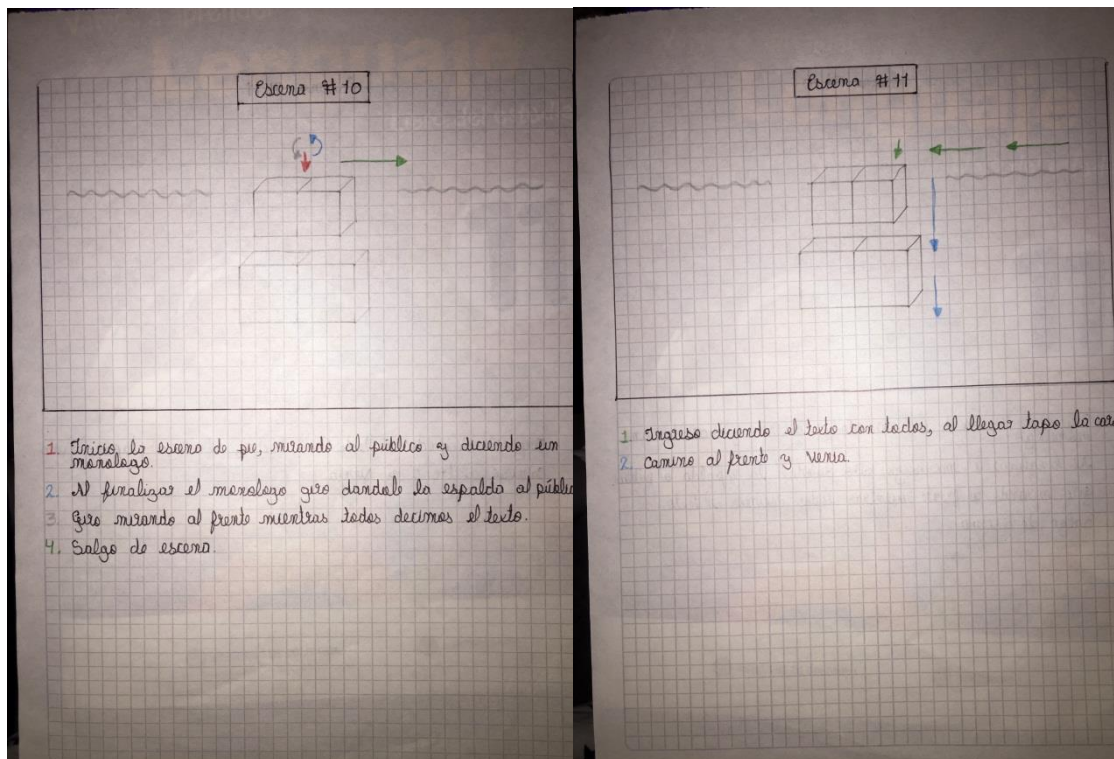 Escena #10
1. Inicio la escena de pie, mirando al público y diciendo un
monologo.
2. Al finalizar el monologo giro dandole la espalda al públic
3. Giro mirando al frente mientras todos decimos el texto.
4. Salgo de escena.
Escena #11
1. Ingreso diciendo el texto con todos, al llegar tapo la car
2. Camino al frente y venia.